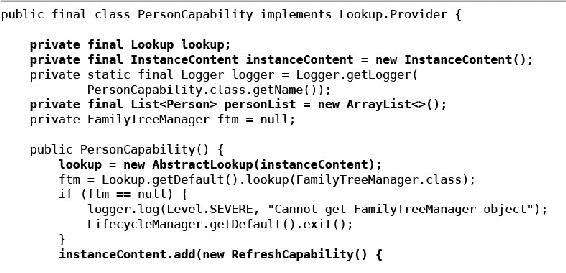 public final class PersonCapability implements Lookup.Provider {
private final Lookup lookup;
private final InstanceContent instanceContent = new InstanceContent();
private static final Logger logger = Logger.getLogger(
PersonCapability.class.getName());
private final List<Person> personList = new ArrayList<>();
private FamilyTreeManager ftm = null;
public PersonCapability() {
lookup = new AbstractLookup(instanceContent);
ftm = Lookup.getDefault().lookup(FamilyTreeManager.class);
if (ftm == null) {
logger.log(Level.SEVERE, "Cannot get FamilyTreeManager object");
LifecycleManager.getDefault().exit();
}
instanceContent.add(new RefreshCapability() {